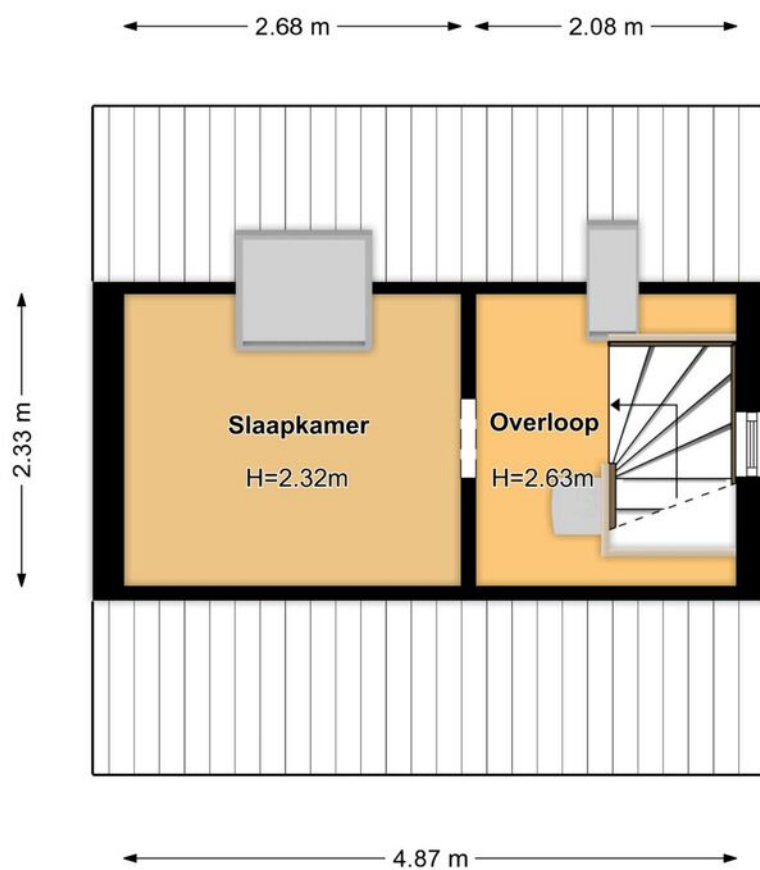 2.68 m
2.08 m
2.33 m
Slaapkamer
H=2.32m
Overloop
H=2.63m
4.87 m